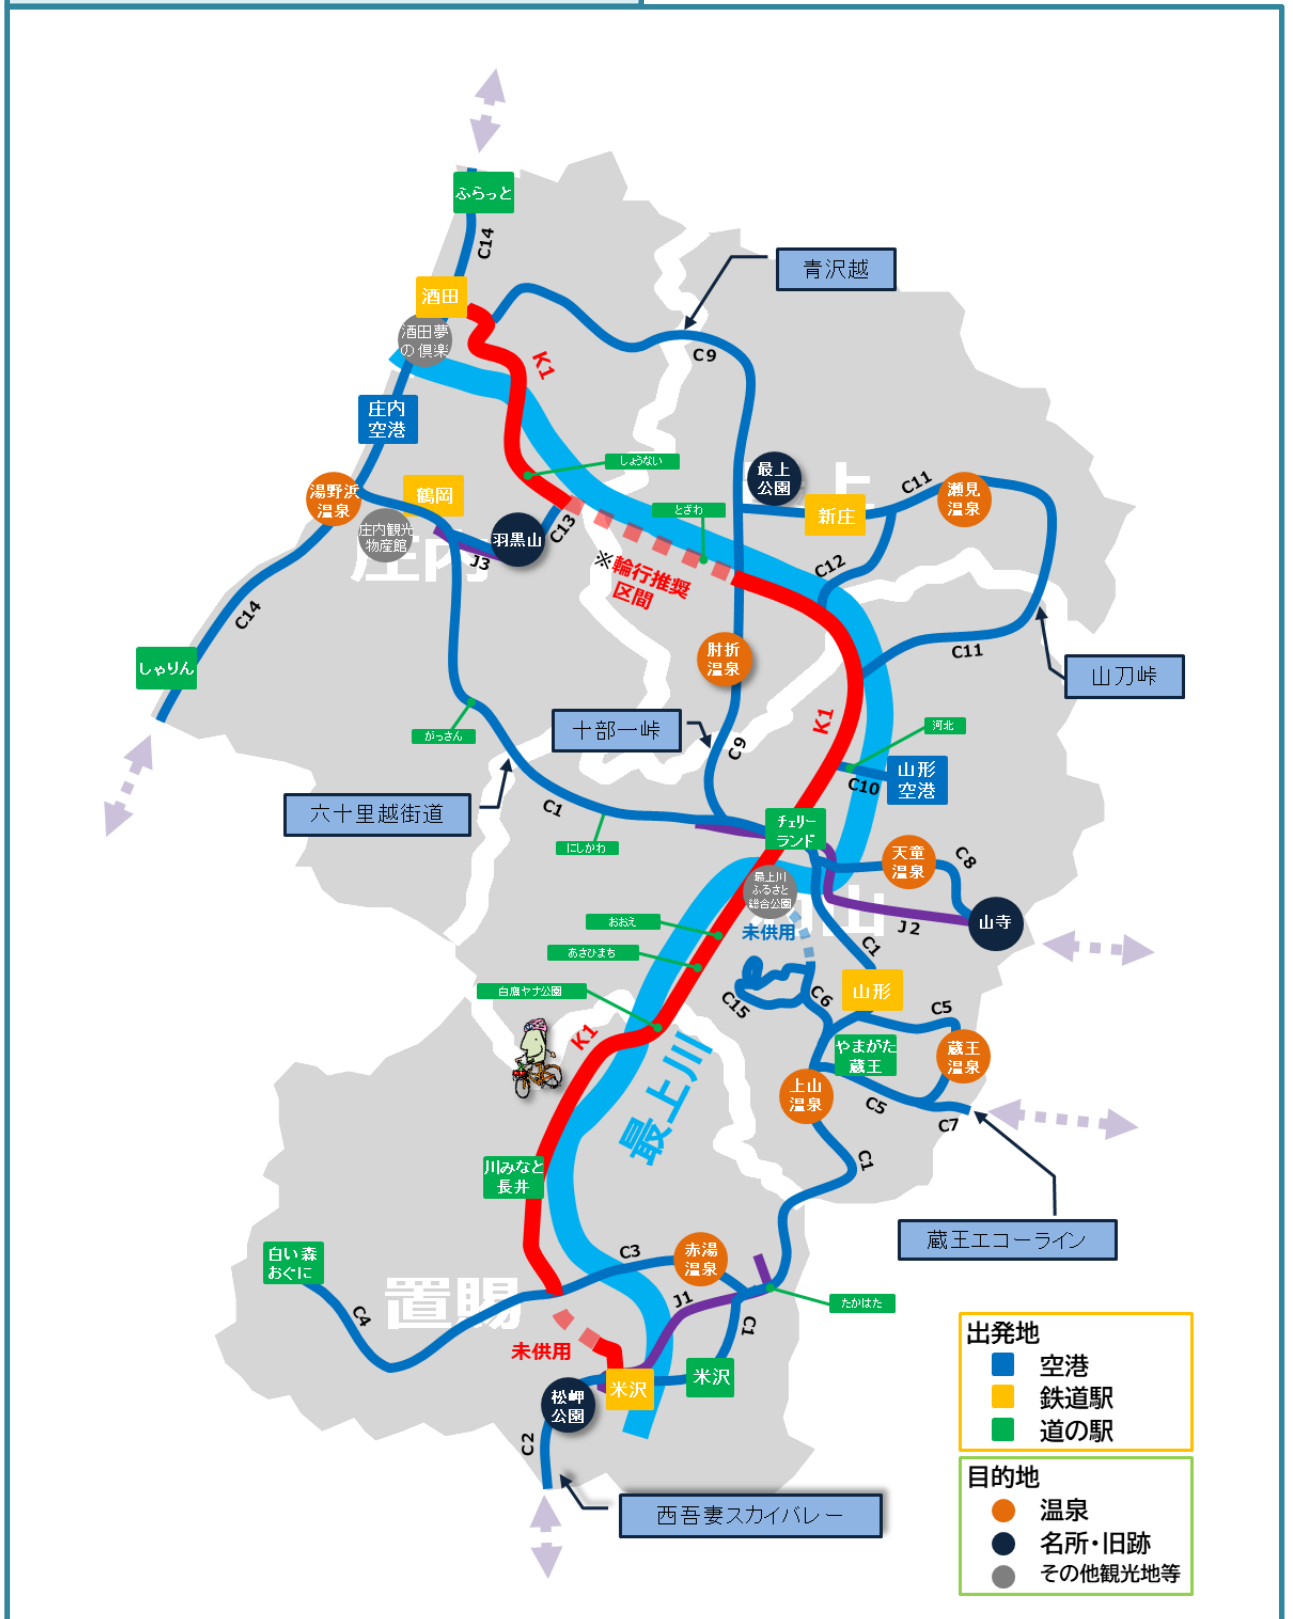 ふらっと
C14
青沢越
酒田
酒田夢
の倶楽
K1
C9
庄内
空港
しょうない
最上
公園
最上
C11
瀬見
温泉
湯野浜
温泉
鶴岡
とざわ
新庄
庄内観光
物産館
羽黒山
C13
庄内
J3
※輪行推奨
区間
C12
C14
肘折
温泉
C11
しゃりん
山刀峠
K1
がっさん
十部一峠
C9
河北
山形
空港
C10
六十里越街道
C1
チェリー
ランド
にしかわ
天童
温泉
C8
最上川
ふるさと
総合公園
村山
おおえ
J2
山寺
未供用
あさひまち
C1
白鷹ヤナ公園
C15
C6
山形
C5
K1
やまがた
蔵王
蔵王
温泉
最上川
上山
温泉
C5
C7
川みなと
長井
C1
蔵王エコーライン
白い森
おぐに
C3
赤湯
温泉
置賜
C4
J1
たかはた
C1
未供用
米沢
米沢
松岬
公園
C2
西吾妻スカイバレー
出発地
空港
鉄道駅
道の駅
目的地
温泉
名所・旧跡
その他観光地等